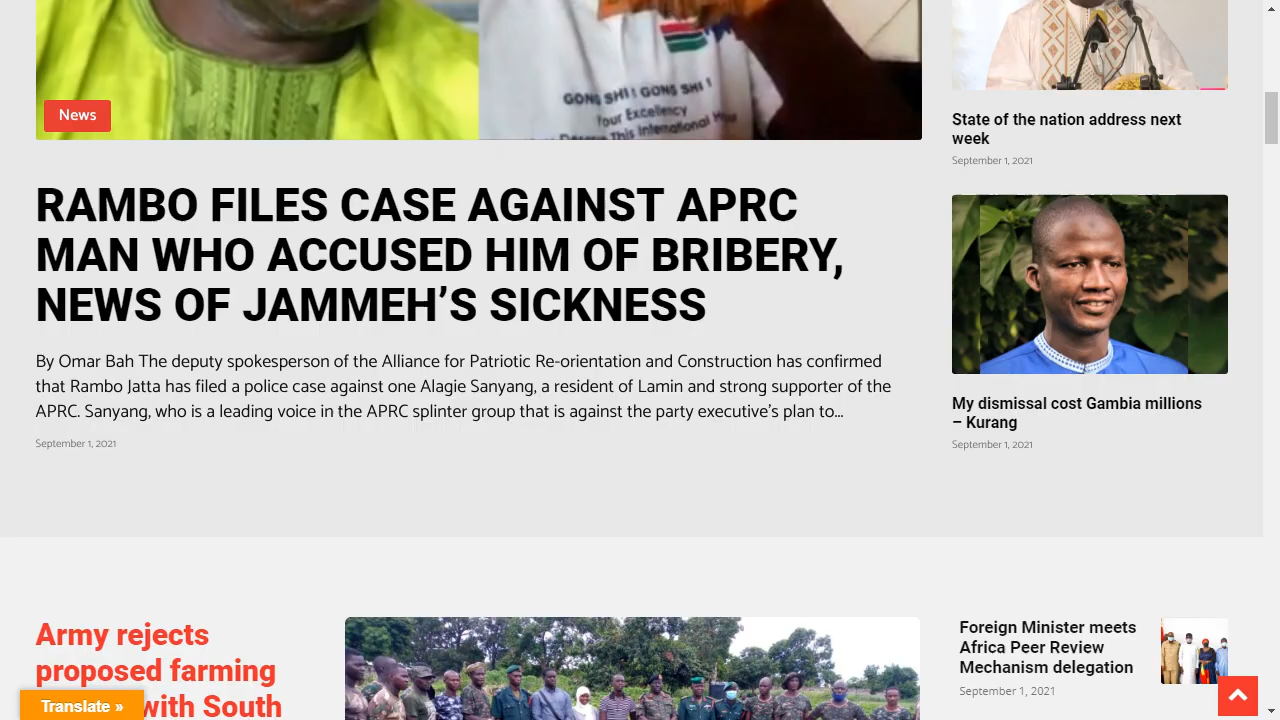 GONG SHI ! GONG SHI !
Your Excellency
This International
News
RAMBO FILES CASE AGAINST APRC
MAN WHO ACCUSED HIM OF BRIBERY,
NEWS OF JAMMEH’S SICKNESS
By Omar Bah The deputy spokesperson of the Alliance for Patriotic Re-orientation and Construction has confirmed
that Rambo Jatta has filed a police case against one Alagie Sanyang, a resident of Lamin and strong supporter of the
APRC. Sanyang, who is a leading voice in the APRC splinter group that is against the party executive’s plan to...
September 1, 2021
State of the nation address next
week
September 1, 2021
My dismissal cost Gambia millions
– Kurang
September 1, 2021
Army rejects
proposed farming
with South
Foreign Minister meets
Africa Peer Review
Mechanism delegation
September 1, 2021
Translate »